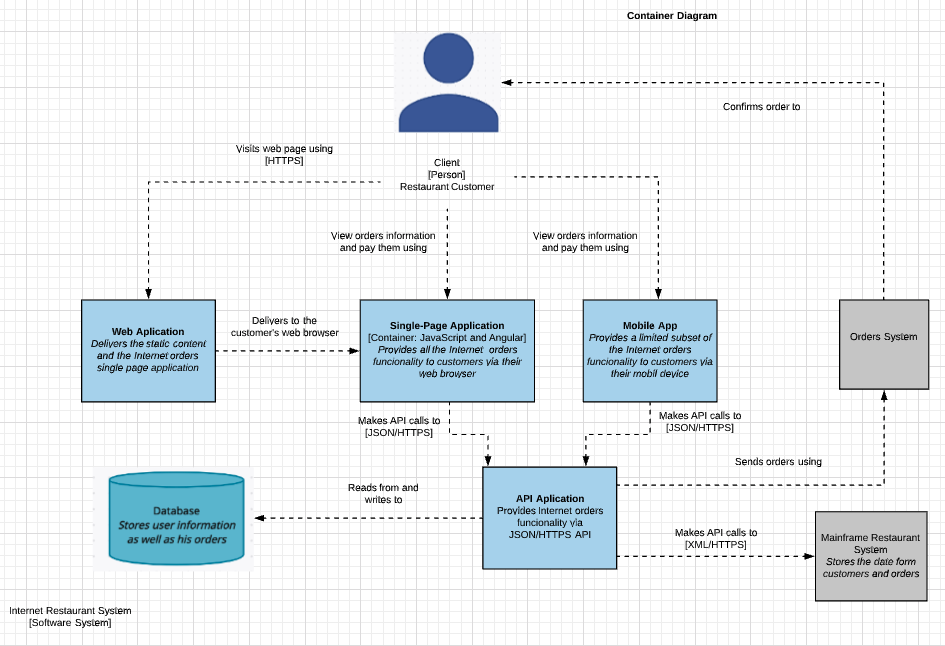 Container Diagram
Confirms order to
Visits web page using
[HTTPS]
Client
[Person]
Restaurant Customer
View orders information
and pay them using
View orders information
and pay them using
Web Aplication
Delivers the static content
and the Internet orders
single page application
Delivers to the
customer's web browser
Single-Page Application
[Container: JavaScript and Angular]
Provides all the Internet orders
funcionality to customers via their
web browser
Mobile App
Provides a limited subset of
the Internet orders
funcionality to customers via
their mobil device
Orders System
Makes API calls to
[JSON/HTTPS]
Makes API calls to
[JSON/HTTPS]
Sends orders using
Database
Stores user information
as well as his orders
Reads from and
writes to
API Aplication
Provides Internet orders
funcionality via
JSON/HTTPS API
Makes API calls to
[XML/HTTPS]
Mainframe Restaurant
System
Stores the date form
customers and orders
Internet Restaurant System
[Software System]